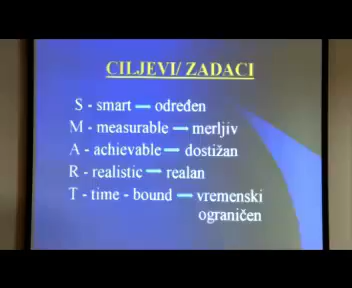 CILJEVI/ ZADACI
S - smart — određen
M - measurable — merljiv
A - achievable — dostižan
R - realistic — realan
T - time - bound — vremenski
ograničen